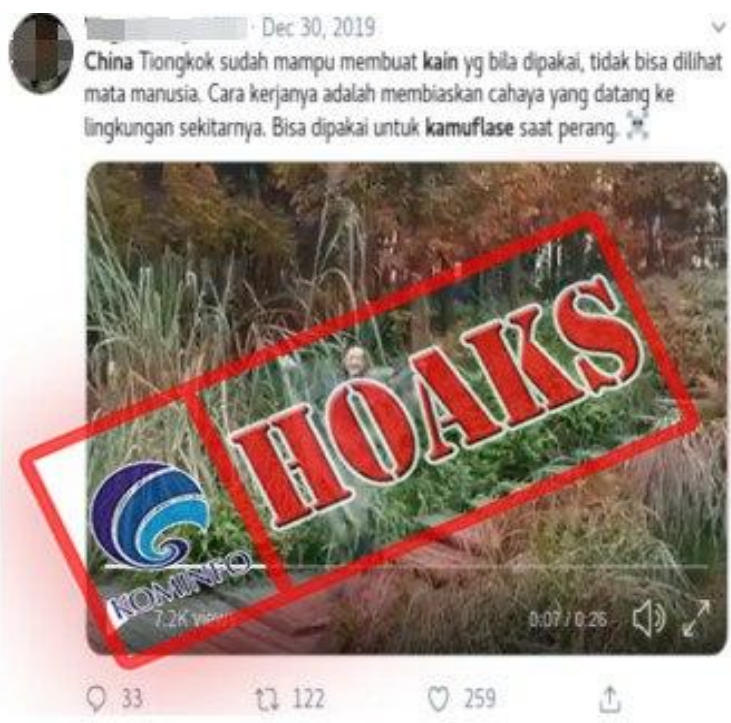 · Dec 30, 2019
China Tiongkok sudah mampu membuat kain yg bila dipakai, tidak bisa dilihat
mata manusia. Cara kerjanya adalah membiaskan cahaya yang datang ke
lingkungan sekitarnya. Bisa dipakai untuk kamuflase saat perang.
HOAKS
KOMINFO
7.2K views
0:07 / 0:26
33
122
259